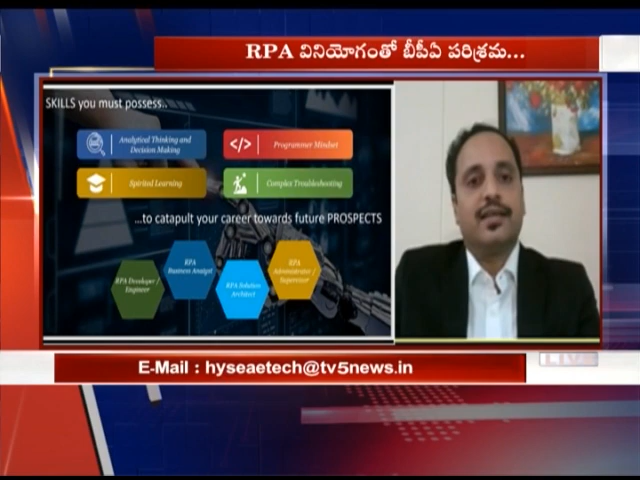 RPA వినియోగంతో బీపీఏ పరిశ్రమ...
SKILLS you must possess..
Analytical Thinking and
Decision Making
Programmer Mindset
Spirited Learning
Complex Troubleshooting
...to catapult your career towards future PROSPECTS
RPA Developer /
Engineer
RPA
Business Analyst
RPA Solution
Architect
RPA
Administrator /
Supervisor
LIVE
E-Mail : hyseaetech@tv5news.in